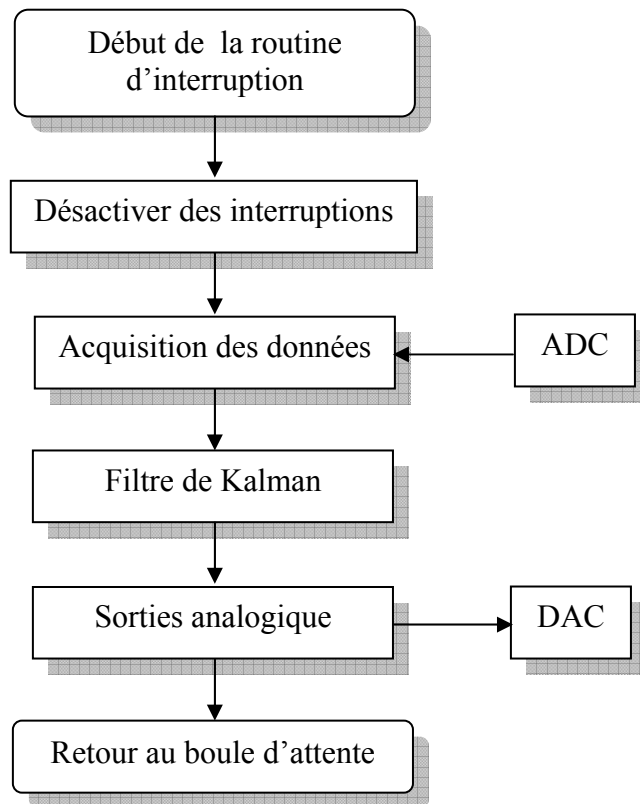 Début de la routine
d’interruption
Désactiver des interruptions
Acquisition des données
ADC
Filtre de Kalman
Sorties analogique
DAC
Retour au boule d’attente